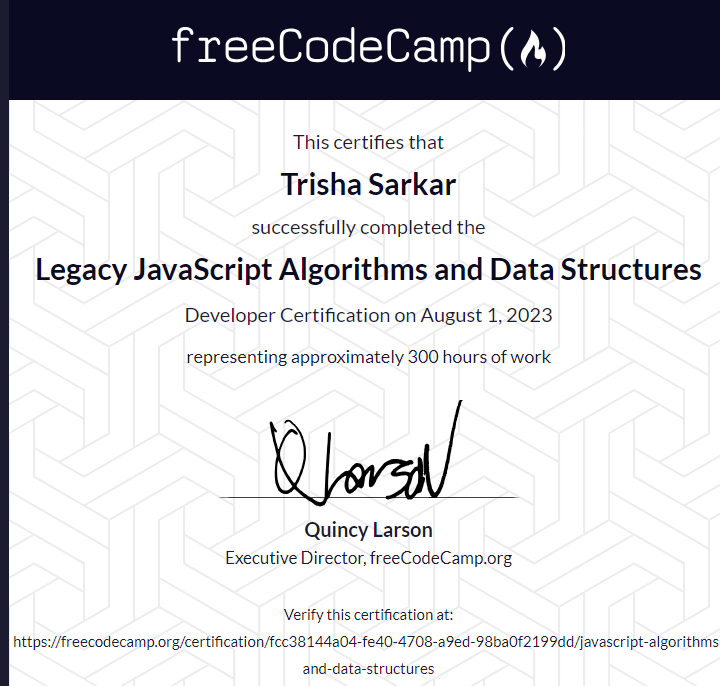 freeCodeCamp(🔥)
This certifies that
Trisha Sarkar
successfully completed the
Legacy JavaScript Algorithms and Data Structures
Developer Certification on August 1, 2023
representing approximately 300 hours of work
Q Larson
Quincy Larson
Executive Director, freeCodeCamp.org
Verify this certification at:
https://freecodecamp.org/certification/fcc38144a04-fe40-4708-a9ed-98ba0f2199dd/javascript-algorithms
and-data-structures